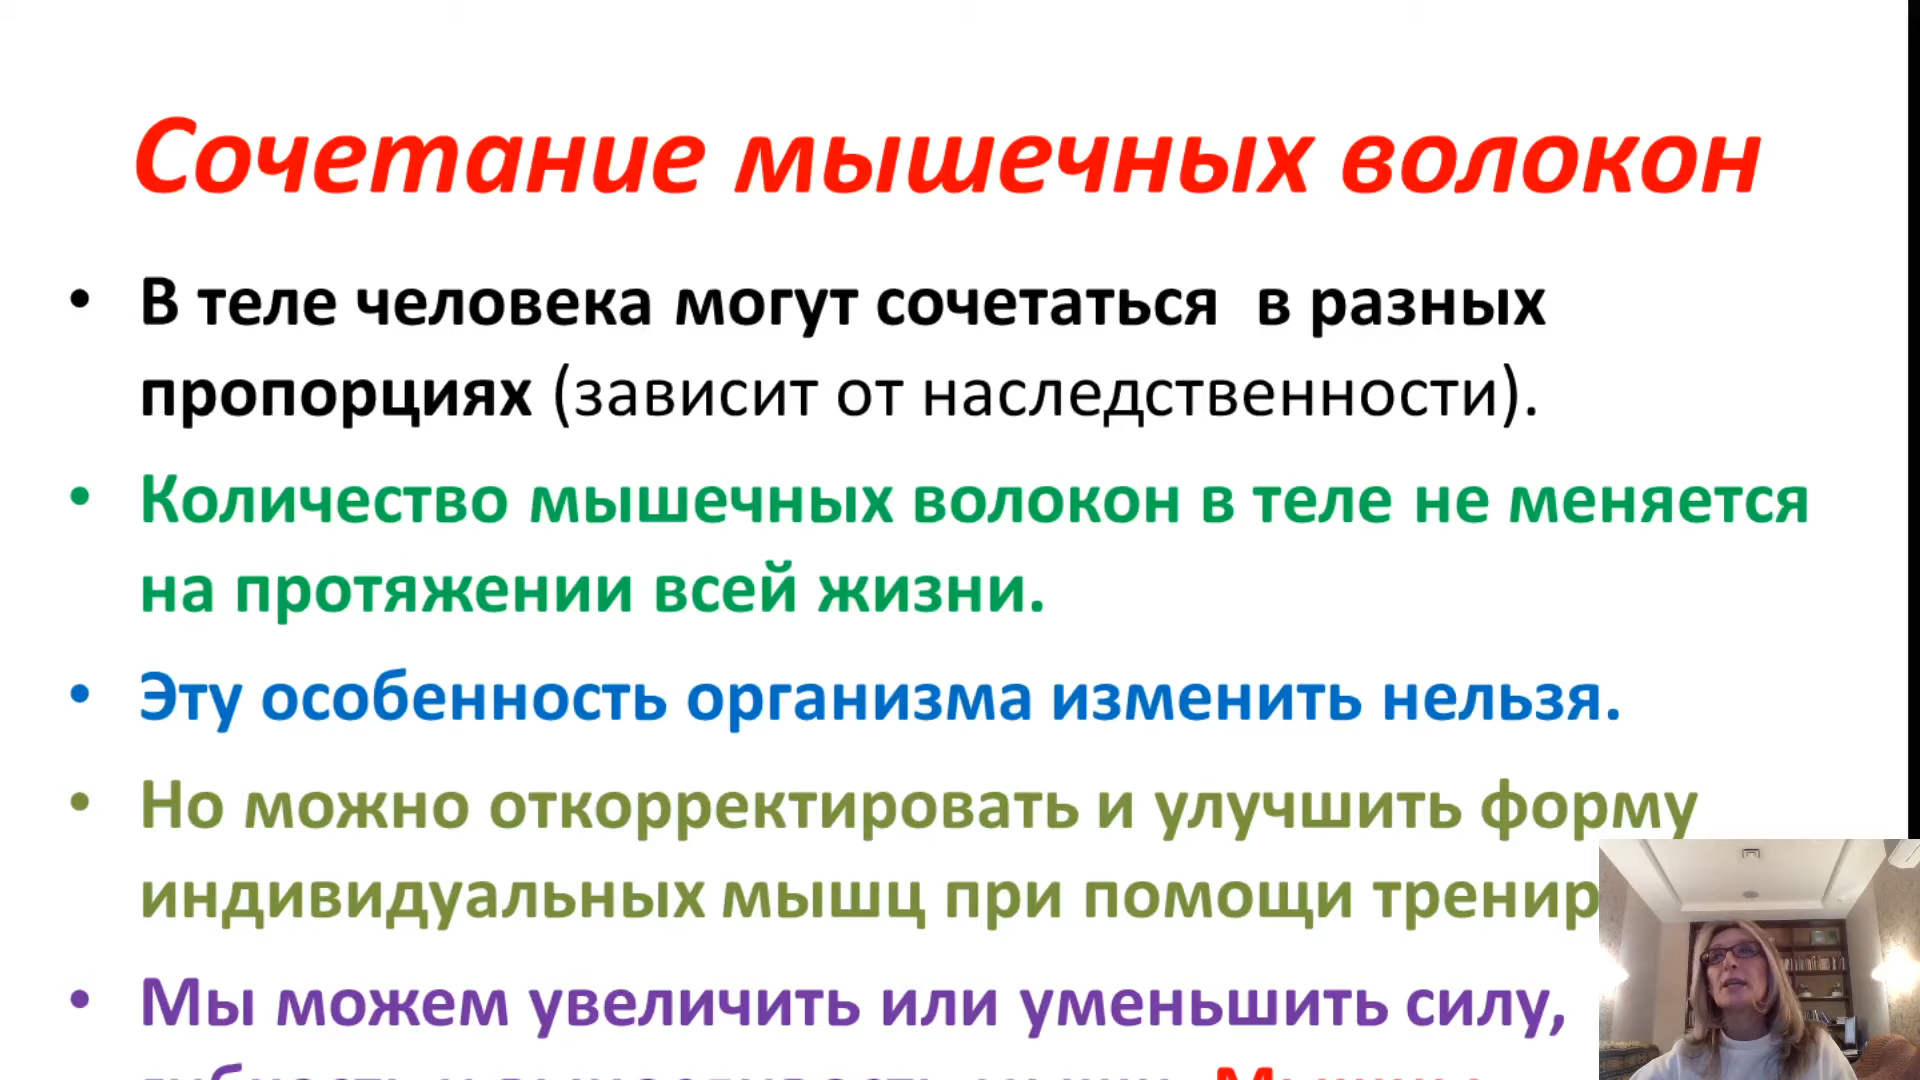 Сочетание мышечных волокон
• В теле человека могут сочетаться в разных
пропорциях (зависит от наследственности).
• Количество мышечных волокон в теле не меняется
на протяжении всей жизни.
• Эту особенность организма изменить нельзя.
• Но можно откорректировать и улучшить форму
индивидуальных мышц при помощи тренир
• Мы можем увеличить или уменьшить силу,